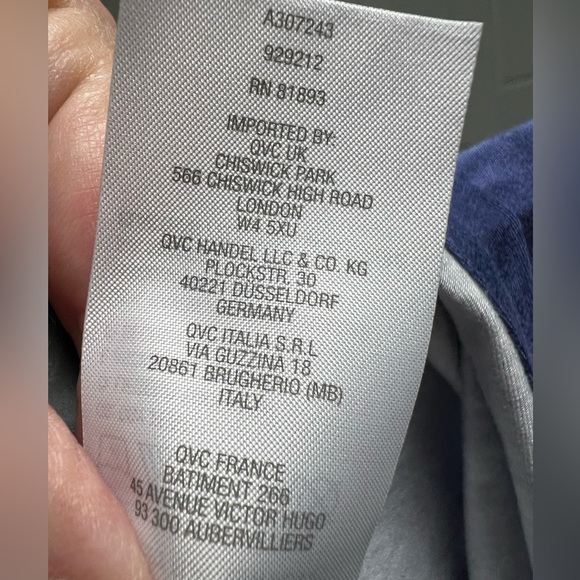 A307243
929212
RN 81893
IMPORTED BY:
QVC UK
CHISWICK PARK
566 CHISWICK HIGH ROAD
LONDON
W4 5XU
QVC HANDEL LLC & CO. KG
PLOCKSTR. 30
40221 DÜSSELDORF
GERMANY
QVC ITALIA S.R.L
VIA GUZZINA 18
20861 BRUGHERIO (MB)
ITALY
QVC FRANCE
BATIMENT 266
45 AVENUE VICTOR HUGO
93 300 AUBERVILLIERS